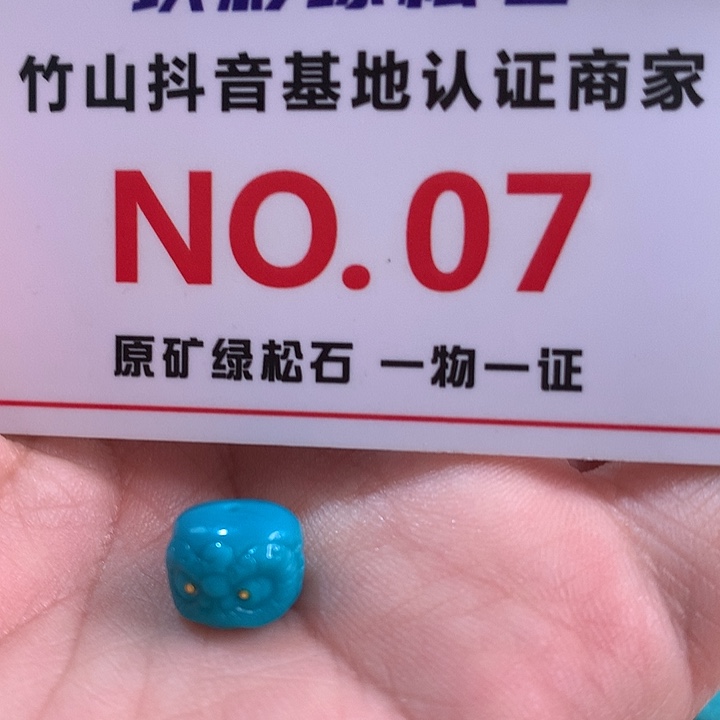 竹山抖音基地认证商家
NO.07
原矿绿松石 一物一证